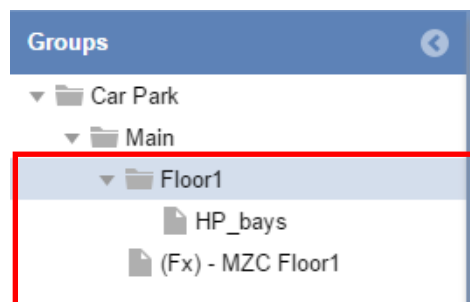 Groups
Car Park
Main
Floor1
HP_bays
(Fx) - MZC Floor1